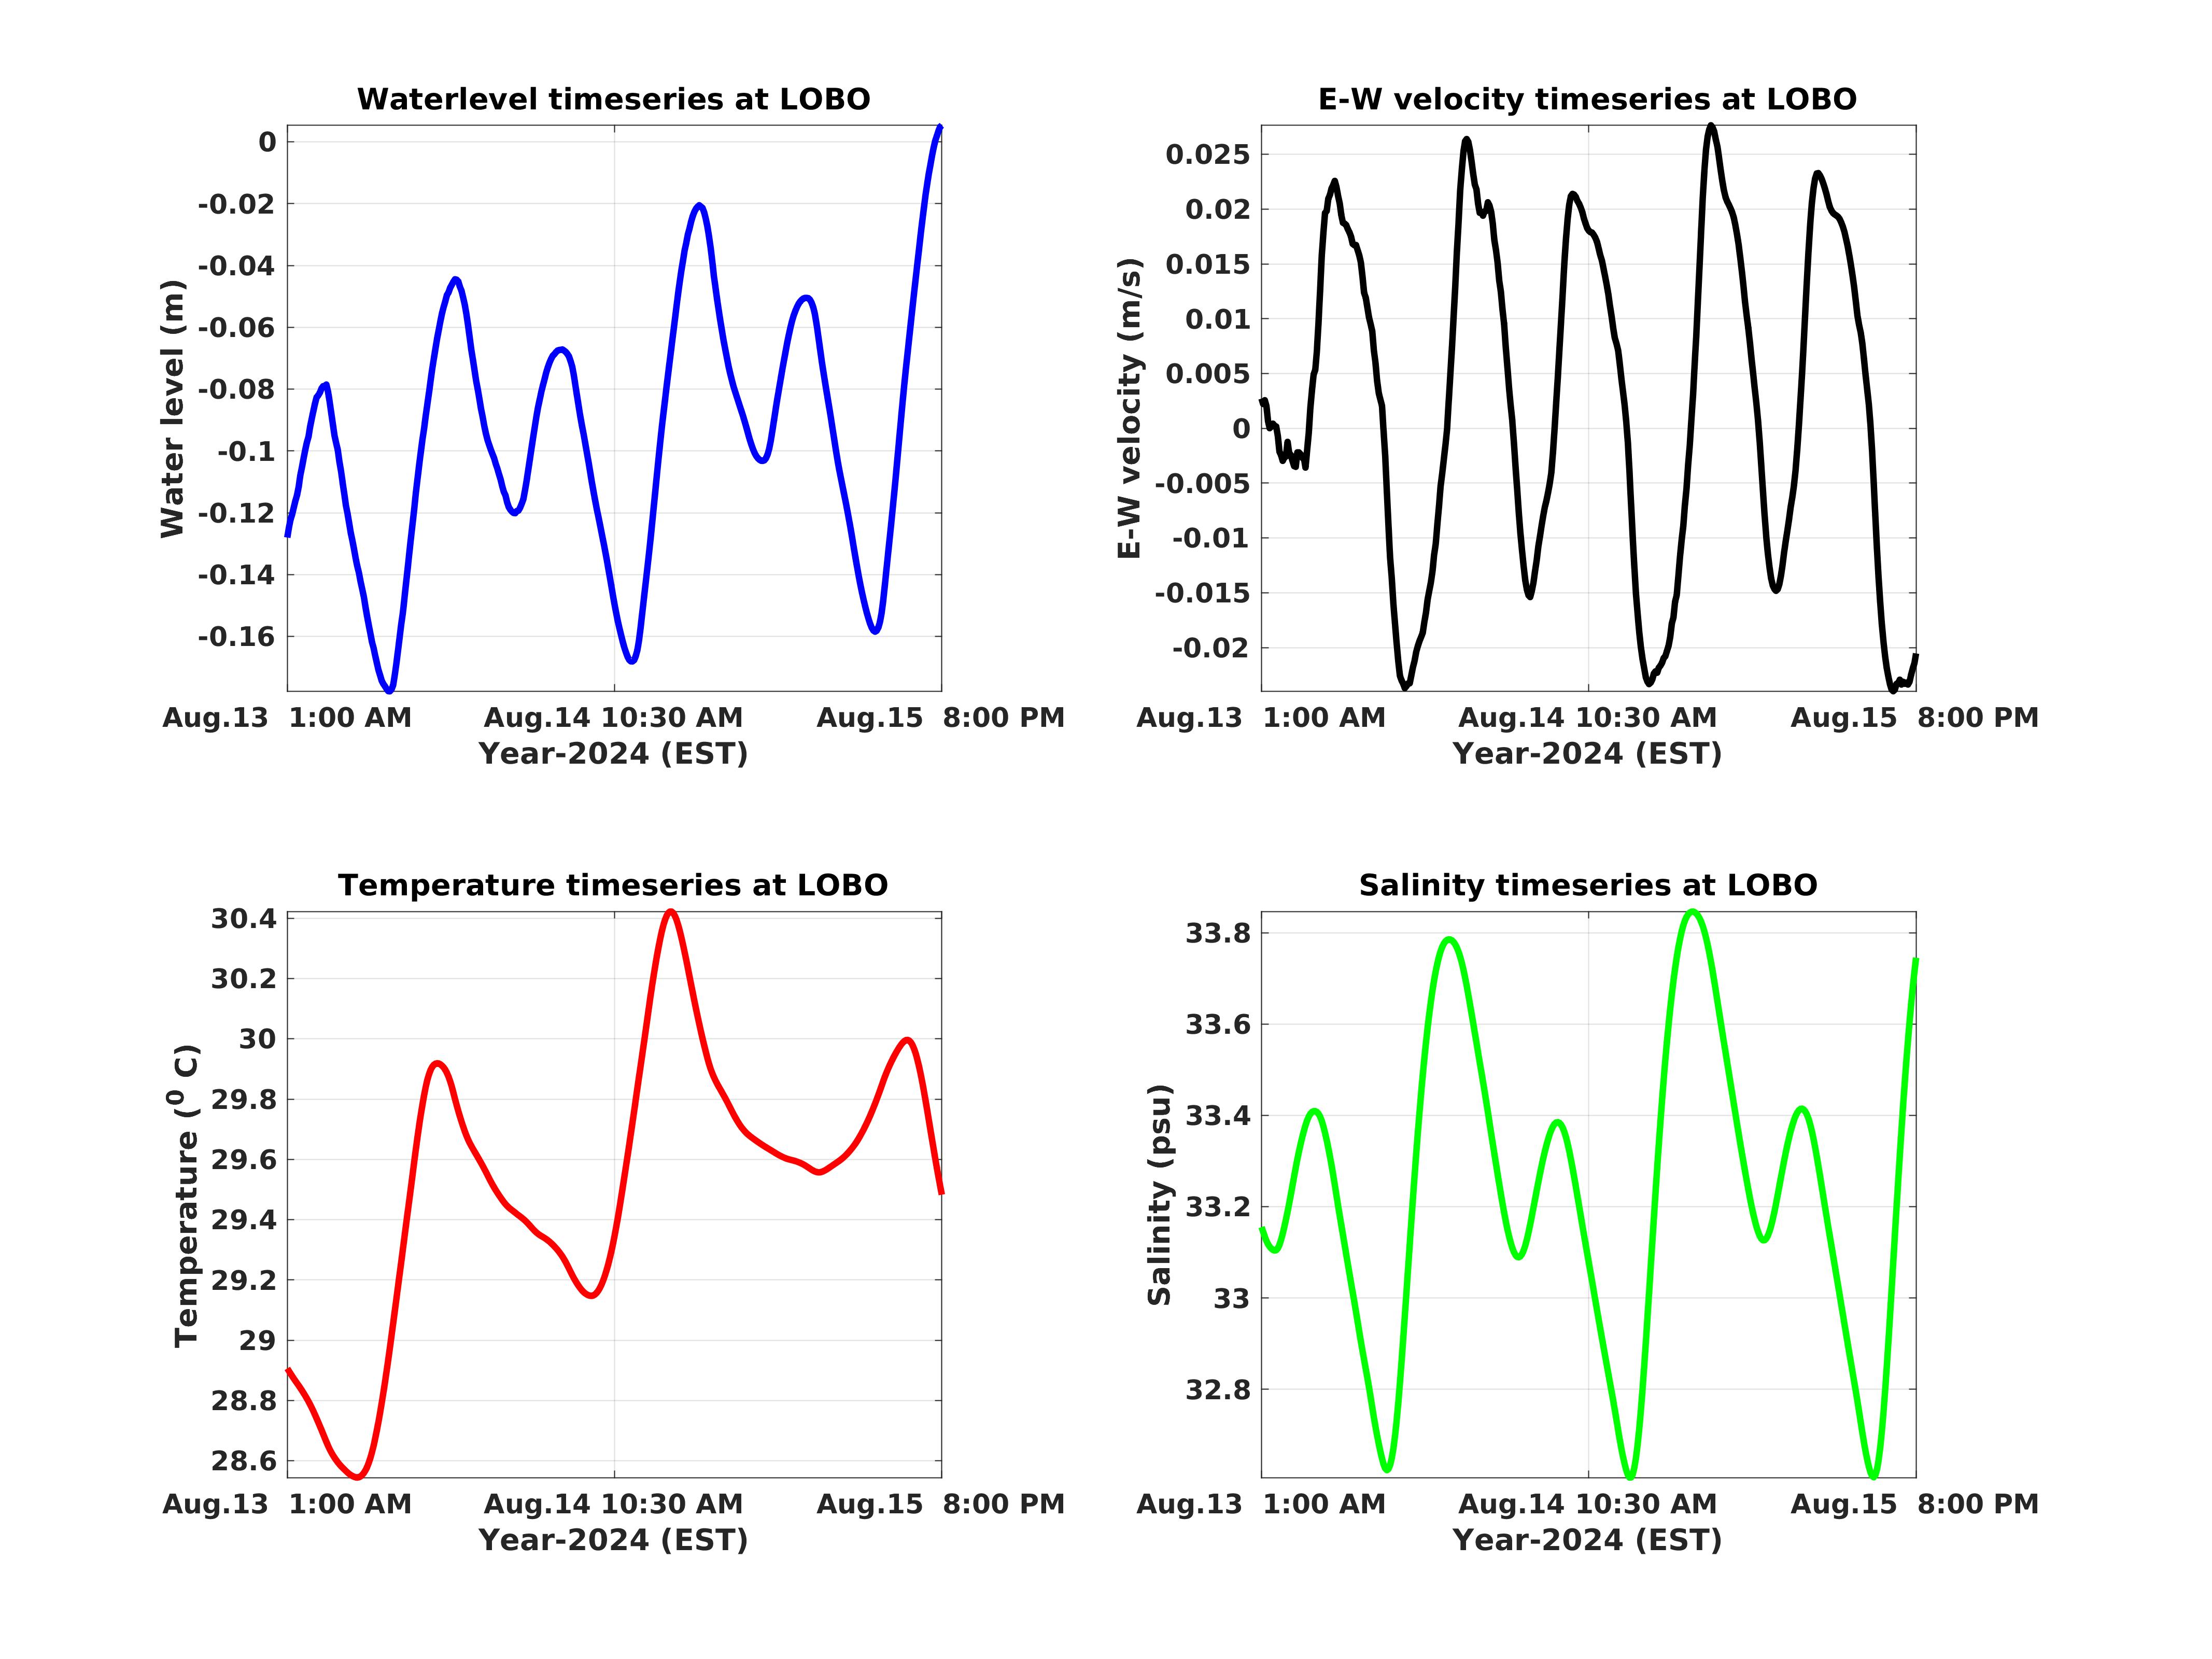 Waterlevel timeseries at LOBO
0
-0.02
-0.04
-0.06
-0.08
-0.1
-0.12
-0.14
-0.16
Water level (m)
Aug.13 1:00 AM
Aug.14 10:30 AM
Aug.15 8:00 PM
Year-2024 (EST)
E-W velocity timeseries at LOBO
0.025
0.02
0.015
0.01
0.005
0
-0.005
-0.01
-0.015
-0.02
E-W velocity (m/s)
Aug.13 1:00 AM
Aug.14 10:30 AM
Aug.15 8:00 PM
Year-2024 (EST)
Temperature timeseries at LOBO
30.4
30.2
30
29.8
29.6
29.4
29.2
29
28.8
28.6
Temperature (⁰ C)
Aug.13 1:00 AM
Aug.14 10:30 AM
Aug.15 8:00 PM
Year-2024 (EST)
Salinity timeseries at LOBO
33.8
33.6
33.4
33.2
33
32.8
Salinity (psu)
Aug.13 1:00 AM
Aug.14 10:30 AM
Aug.15 8:00 PM
Year-2024 (EST)